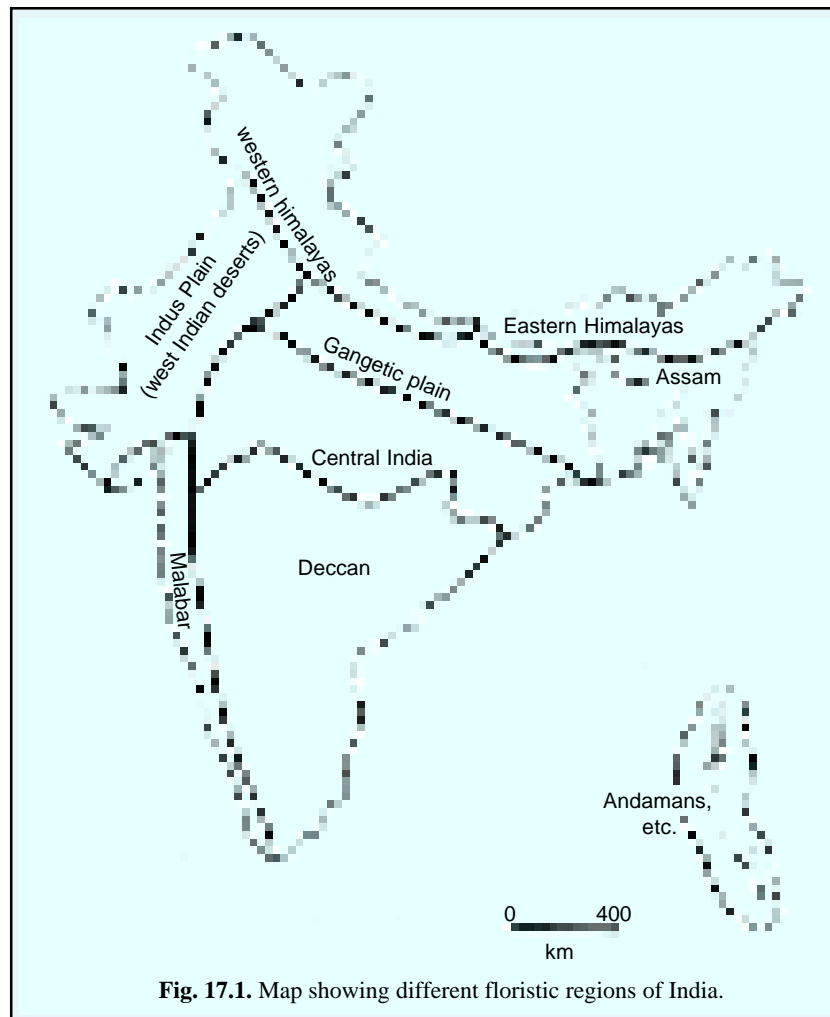 western himalayas
Indus Plain
(west Indian deserts)
Eastern Himalayas
Gangetic plain
Assam
Central India
Malabar
Deccan
Andamans,
etc.
0 400
km
Fig. 17.1. Map showing different floristic regions of India.